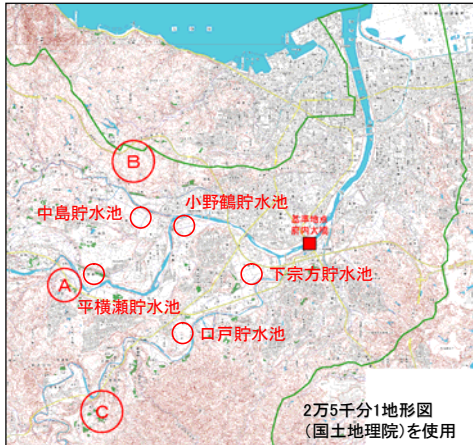 B
小野鶴貯水池
中島貯水池
基準地点
府内大橋
A
下宗方貯水池
平横瀬貯水池
口戸貯水池
C
2万5千分1地形図
(国土地理院)を使用